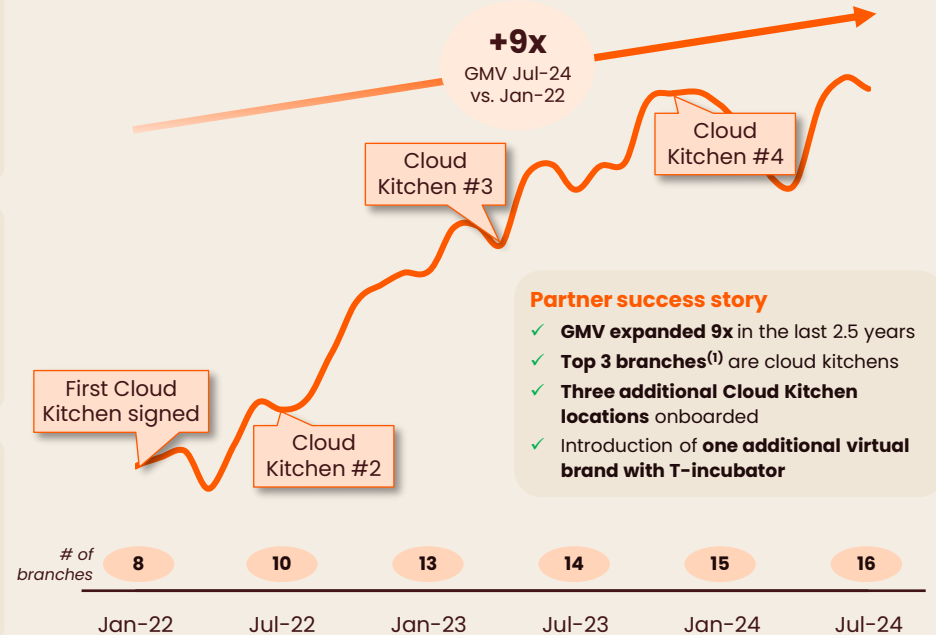 +9x
GMV Jul-24
vs. Jan-22
Cloud
Kitchen #4
Cloud
Kitchen #3
First Cloud
Kitchen signed
Cloud
Kitchen #2
Partner success story
✓ GMV expanded 9x in the last 2.5 years
✓ Top 3 branches(1) are cloud kitchens
✓ Three additional Cloud Kitchen
locations onboarded
✓ Introduction of one additional virtual
brand with T-incubator
# of
branches
8 10 13 14 15 16
Jan-22 Jul-22 Jan-23 Jul-23 Jan-24 Jul-24